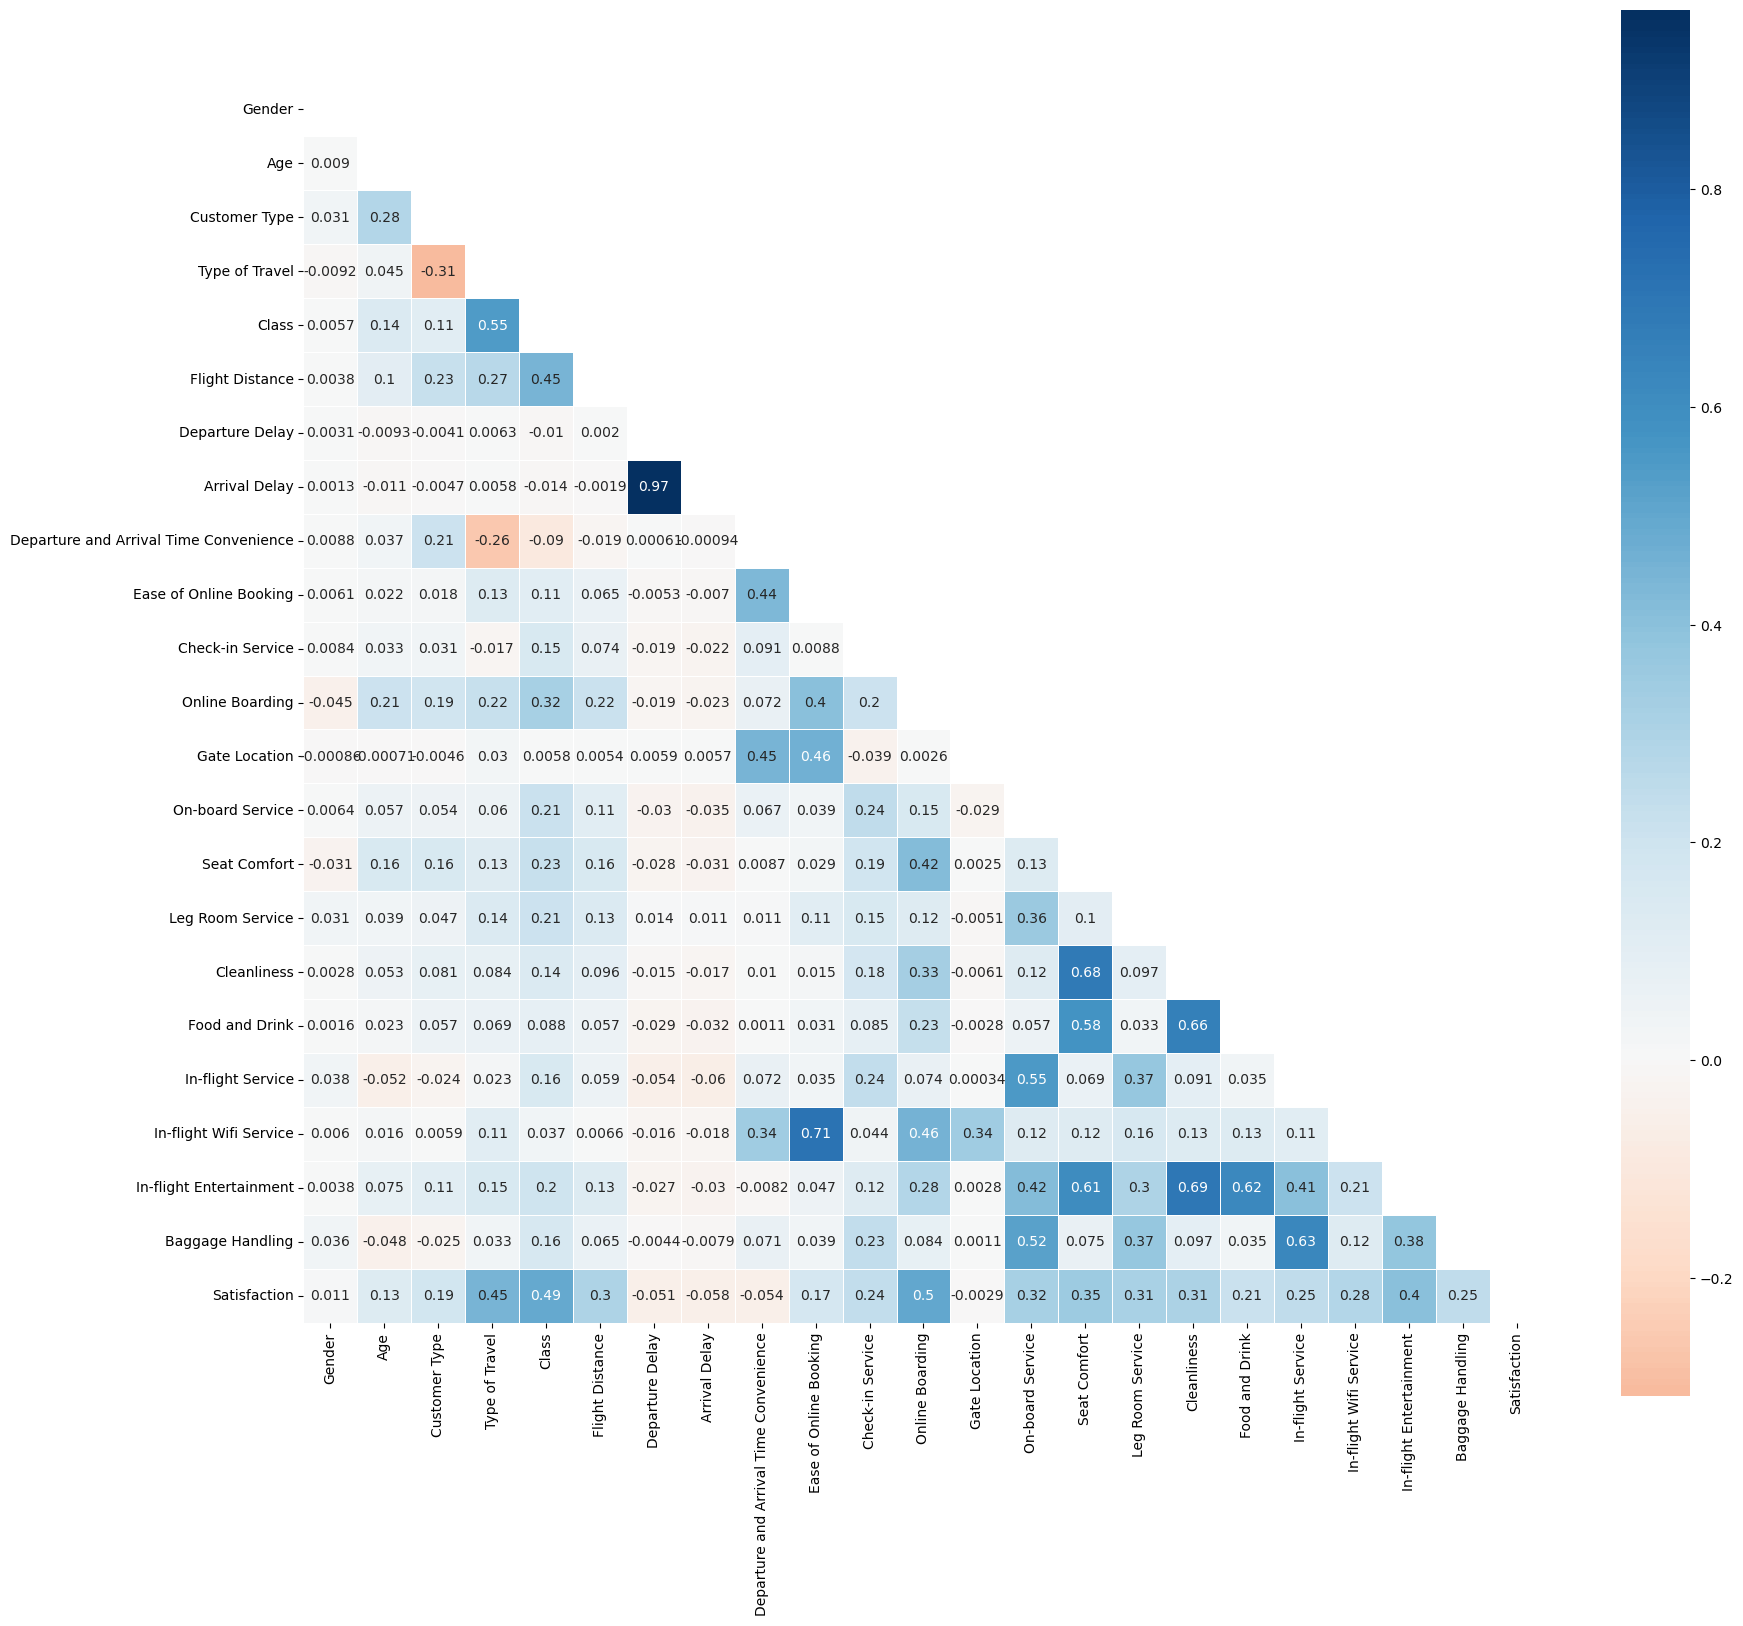 Gender
Age 0.009
Customer Type 0.031 0.28
Type of Travel -0.0092 0.045 -0.31
Class 0.0057 0.14 0.11 0.55
Flight Distance 0.0038 0.1 0.23 0.27 0.45
Departure Delay 0.0031 -0.0093 -0.0041 0.0063 -0.01 0.002
Arrival Delay 0.0013 -0.011 -0.0047 0.0058 -0.014 -0.0019 0.97
Departure and Arrival Time Convenience 0.0088 0.037 0.21 -0.26 -0.09 -0.019 0.00061 -0.00094
Ease of Online Booking 0.0061 0.022 0.018 0.13 0.11 0.065 -0.0053 -0.007 0.44
Check-in Service 0.0084 0.033 0.031 -0.017 0.15 0.074 -0.019 -0.022 0.091 0.0088
Online Boarding -0.045 0.21 0.19 0.22 0.32 0.22 -0.019 -0.023 0.072 0.4 0.2
Gate Location -0.00086 -0.00071 -0.0046 0.03 0.0058 0.0054 0.0059 0.0057 0.45 0.46 -0.039 0.0026
On-board Service 0.0064 0.057 0.054 0.06 0.21 0.11 -0.03 -0.035 0.067 0.039 0.24 0.15 -0.029
Seat Comfort -0.031 0.16 0.16 0.13 0.23 0.16 -0.028 -0.031 0.0087 0.029 0.19 0.42 0.0025 0.13
Leg Room Service 0.031 0.039 0.047 0.14 0.21 0.13 0.014 0.011 0.011 0.11 0.15 0.12 -0.0051 0.36 0.1
Cleanliness 0.0028 0.053 0.081 0.084 0.14 0.096 -0.015 -0.017 0.01 0.015 0.18 0.33 -0.0061 0.12 0.68 0.097
Food and Drink 0.0016 0.023 0.057 0.069 0.088 0.057 -0.029 -0.032 0.0011 0.031 0.085 0.23 -0.0028 0.057 0.58 0.033 0.66
In-flight Service 0.038 -0.052 -0.024 0.023 0.16 0.059 -0.054 -0.06 0.072 0.035 0.24 0.074 0.00034 0.55 0.069 0.37 0.091 0.035
In-flight Wifi Service 0.006 0.016 0.0059 0.11 0.037 0.0066 -0.016 -0.018 0.34 0.71 0.044 0.46 0.34 0.12 0.12 0.16 0.13 0.13 0.11
In-flight Entertainment 0.0038 0.075 0.11 0.15 0.2 0.13 -0.027 -0.03 -0.0082 0.047 0.12 0.28 0.0028 0.42 0.61 0.3 0.69 0.62 0.41 0.21
Baggage Handling 0.036 -0.048 -0.025 0.033 0.16 0.065 -0.0044 -0.0079 0.071 0.039 0.23 0.084 0.0011 0.52 0.075 0.37 0.097 0.035 0.63 0.12 0.38
Satisfaction 0.011 0.13 0.19 0.45 0.49 0.3 -0.051 -0.058 -0.054 0.17 0.24 0.5 -0.0029 0.32 0.35 0.31 0.31 0.21 0.25 0.28 0.4 0.25
Gender
Age
Customer Type
Type of Travel
Class
Flight Distance
Departure Delay
Arrival Delay
Departure and Arrival Time Convenience
Ease of Online Booking
Check-in Service
Online Boarding
Gate Location
On-board Service
Seat Comfort
Leg Room Service
Cleanliness
Food and Drink
In-flight Service
In-flight Wifi Service
In-flight Entertainment
Baggage Handling
Satisfaction
0.8
0.6
0.4
0.2
0.0
−0.2